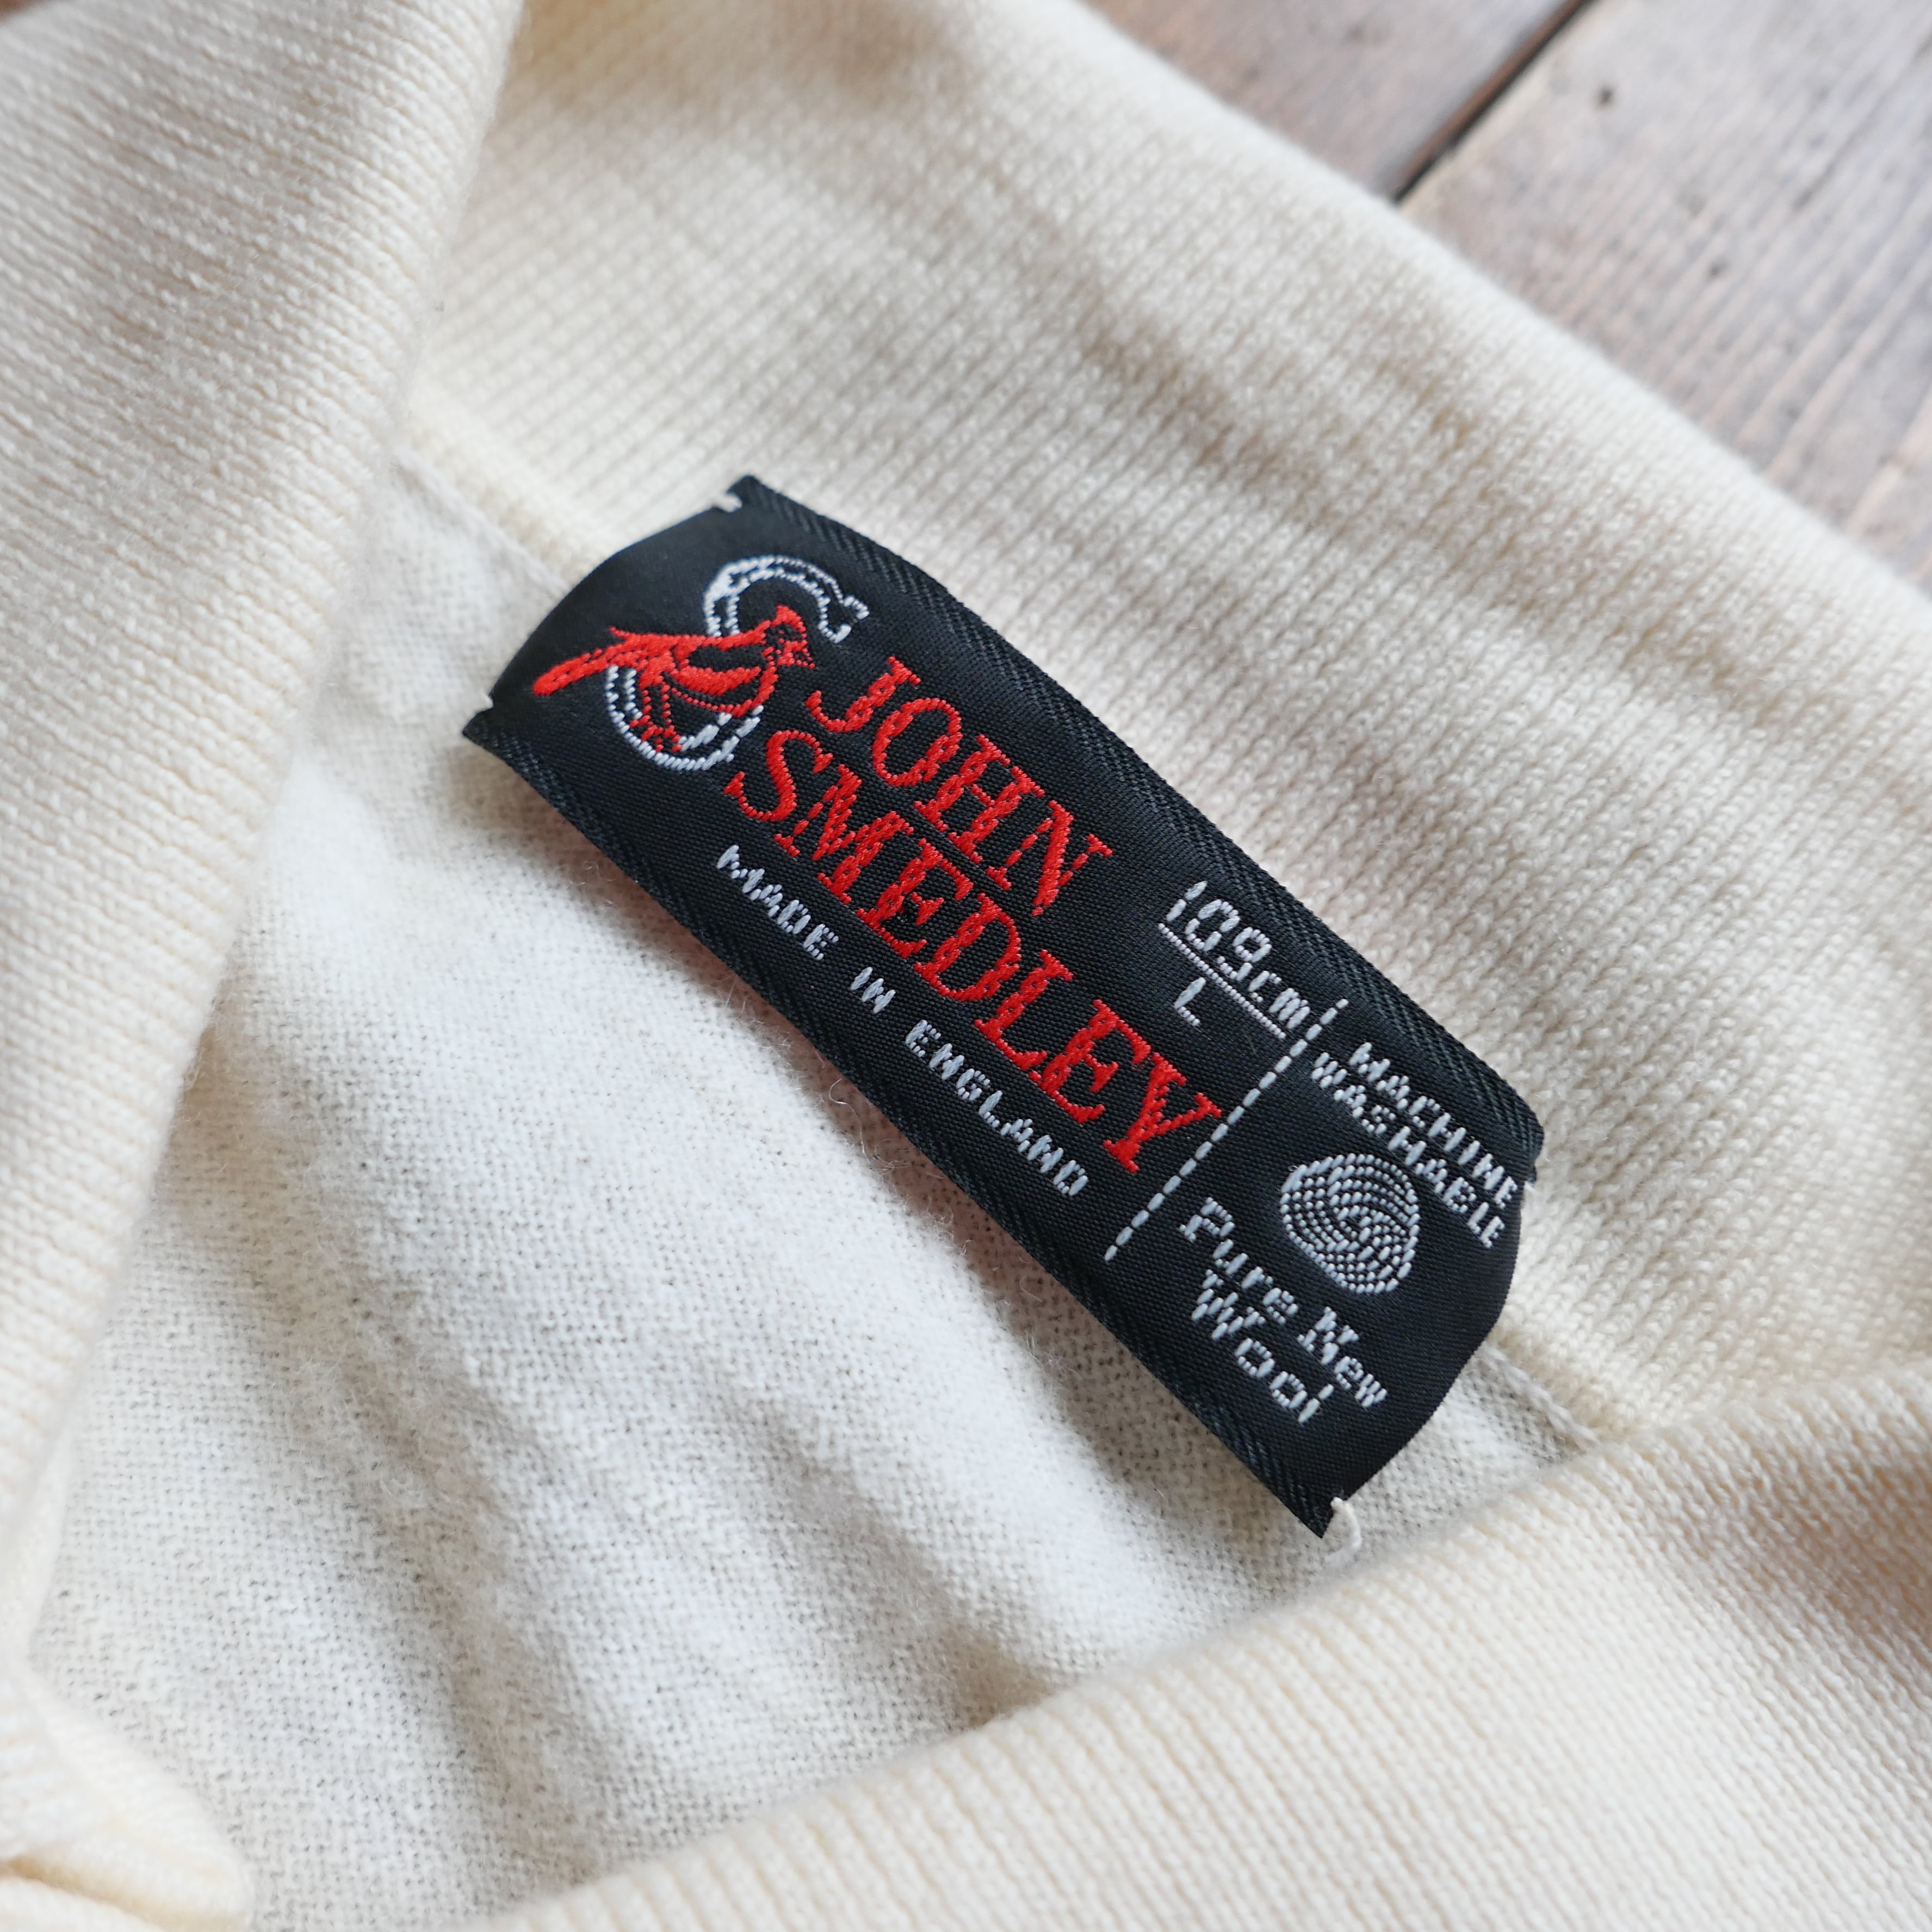 JOHN
SMEDLEY
MADE IN ENGLAND
109cm
L
MACHINE
WASHABLE
Pure New
Wool